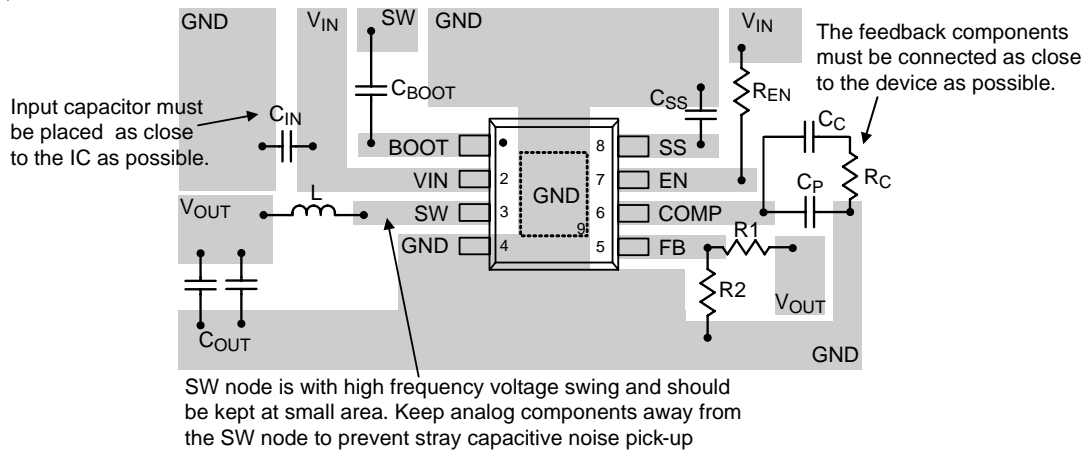 GND
VIN
SW
GND
VIN
The feedback components
must be connected as close
to the device as possible.
Input capacitor must
be placed as close
to the IC as possible.
CIN
CBOOT
CSS
REN
CC
RC
CP
BOOT
8
SS
VIN
2
GND
7
EN
VOUT
L
SW
3
6
COMP
GND
4
9
5
FB
R1
R2
VOUT
COUT
GND
SW node is with high frequency voltage swing and should
be kept at small area. Keep analog components away from
the SW node to prevent stray capacitive noise pick-up